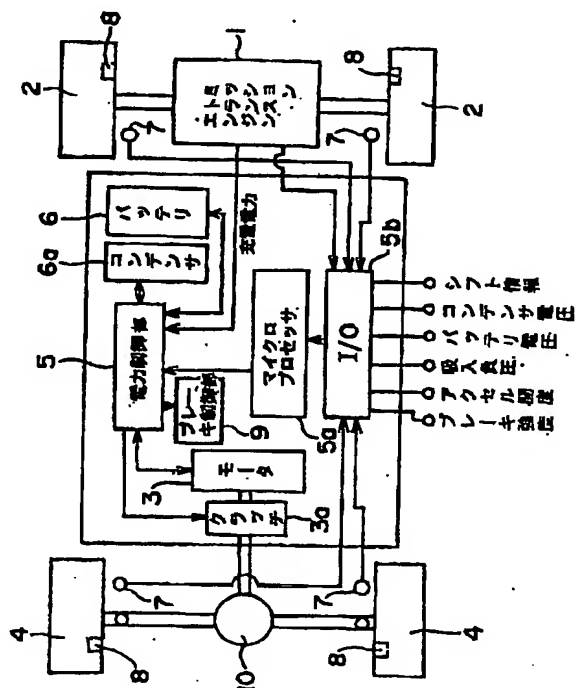 2
8
1
エンジン
トランス
ミッション
7
8
2
7
充電電力
6
バッテリ
6a
コンデンサ
5
電力制御部
ブレー
キ制御部
9
マイクロ
プロセッサ
5a
I/O
5b
3
モータ
クラッチ
3a
4
8
7
10
7
8
4
シフト情報
コンデンサ電圧
バッテリ電圧
吸入負圧
アクセル開度
ブレーキ強度